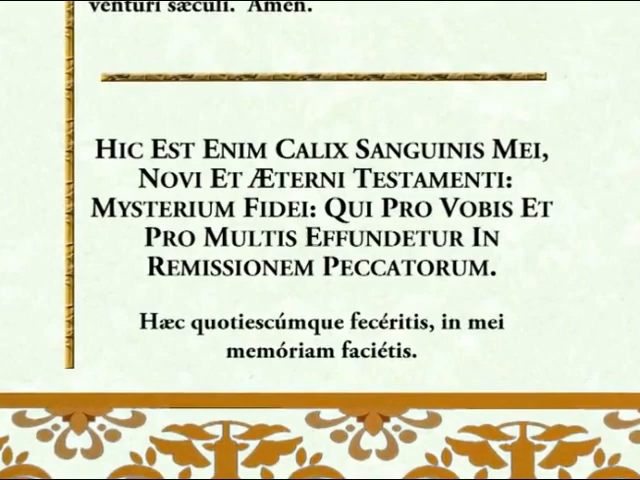 venturi sæculi. Amen.
HIC EST ENIM CALIX SANGUINIS MEI,
NOVI ET ÆTERNI TESTAMENTI:
MYSTERIUM FIDEI: QUI PRO VOBIS ET
PRO MULTIS EFFUNDETUR IN
REMISSIONEM PECCATORUM.
Hæc quotiescúmque fecéritis, in mei
memóriam faciétis.